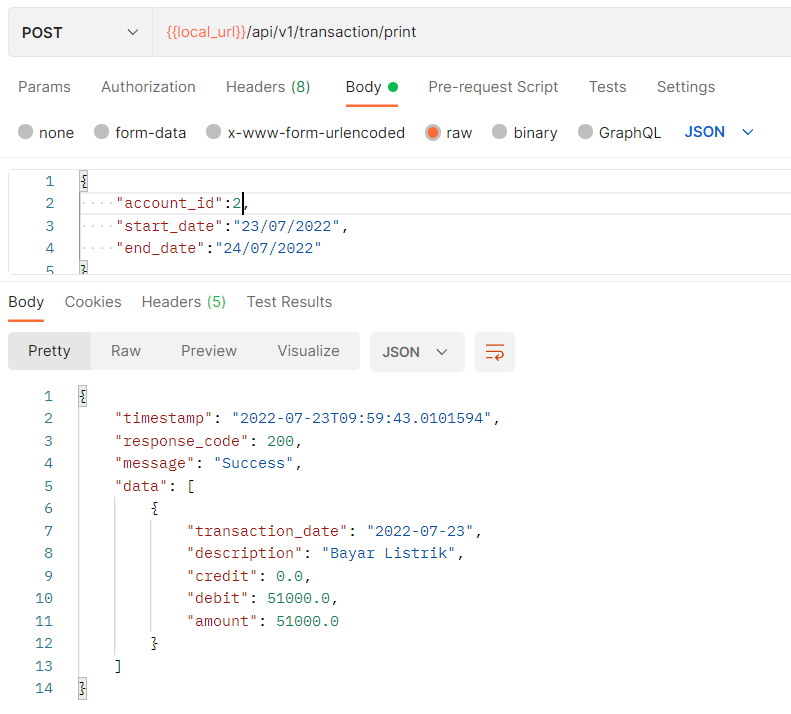 POST {{local_url}}/api/v1/transaction/print
Params Authorization Headers (8) Body Pre-request Script Tests Settings
none form-data x-www-form-urlencoded raw binary GraphQL JSON
1 {
2 ····"account_id":2,
3 ····"start_date":"23/07/2022",
4 ····"end_date":"24/07/2022"
5 }
Body Cookies Headers (5) Test Results
Pretty Raw Preview Visualize JSON
1 {
2 "timestamp": "2022-07-23T09:59:43.0101594",
3 "response_code": 200,
4 "message": "Success",
5 "data": [
6 {
7 "transaction_date": "2022-07-23",
8 "description": "Bayar Listrik",
9 "credit": 0.0,
10 "debit": 51000.0,
11 "amount": 51000.0
12 }
13 ]
14 }